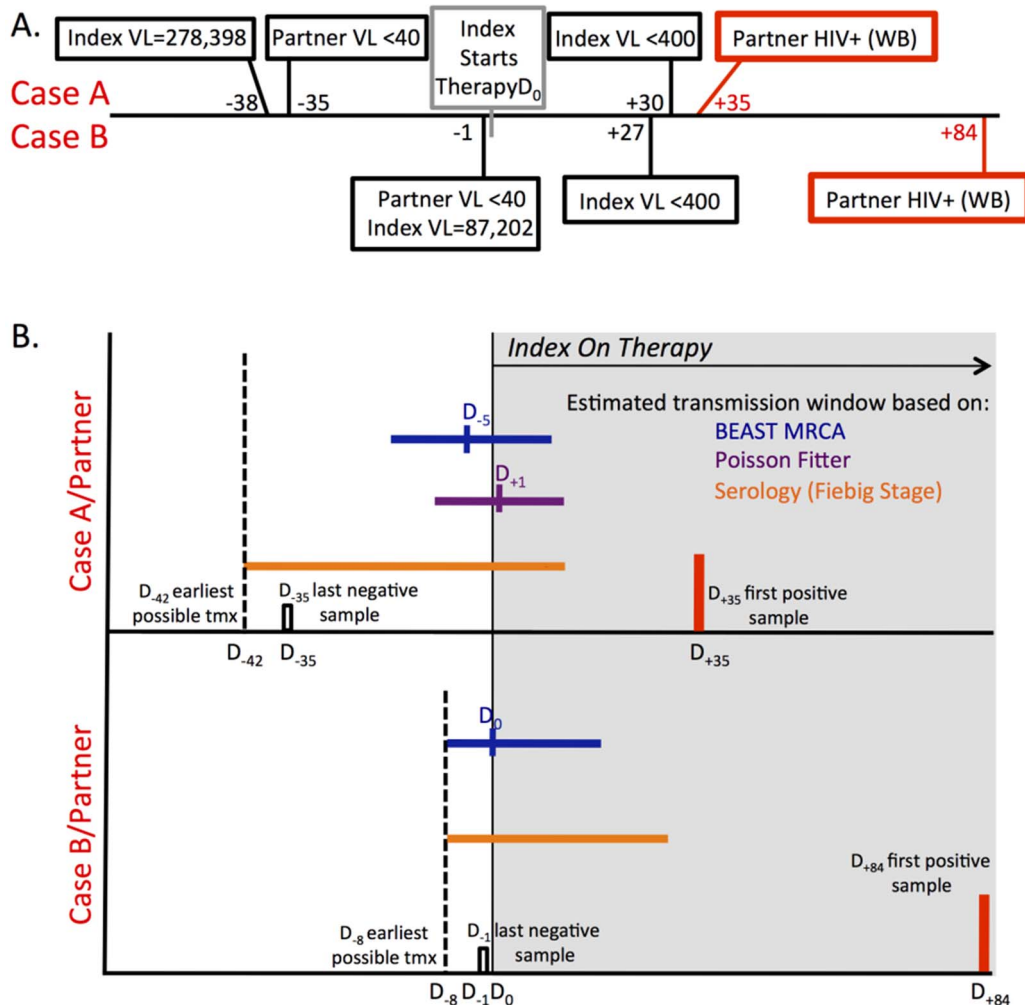 A.
Index VL=278,398
Partner VL <40
Index
Starts
TherapyD₀
Index VL <400
Partner HIV+ (WB)
Case A
-38
-35
+30
+35
Case B
-1
+27
+84
Partner VL <40
Index VL=87,202
Index VL <400
Partner HIV+ (WB)
B.
Index On Therapy
Estimated transmission window based on:
BEAST MRCA
Poisson Fitter
Serology (Fiebig Stage)
Case A/Partner
D₋₅
D₊₁
D₋₄₂ earliest
possible tmx
D₋₃₅ last negative
sample
D₊₃₅ first positive
sample
D₋₄₂
D₋₃₅
D₊₃₅
Case B/Partner
D₀
D₊₈₄ first positive
sample
D₋₈ earliest
possible tmx
D₋₁ last negative
sample
D₋₈ D₋₁D₀
D₊₈₄